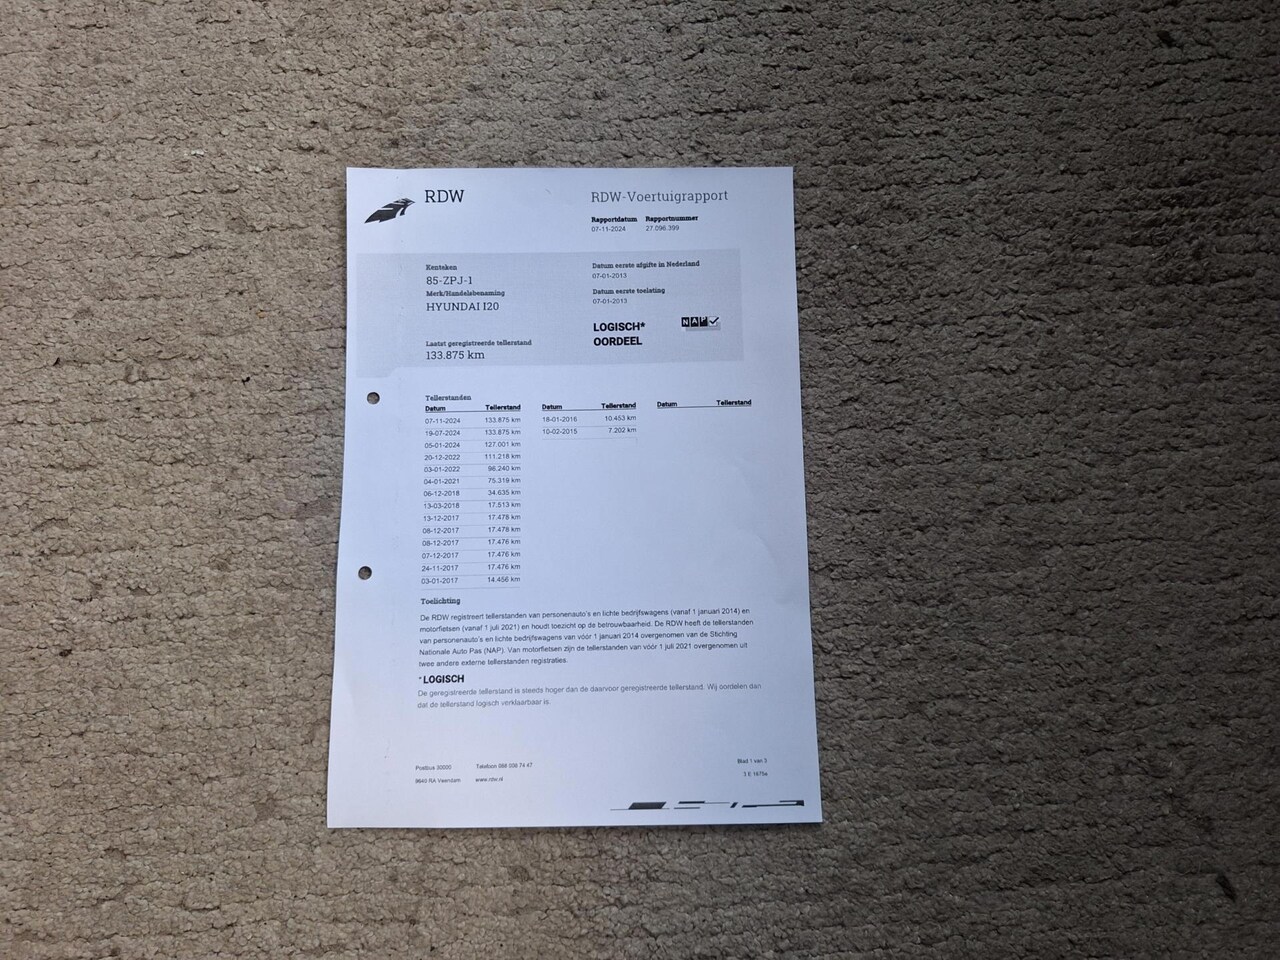 RDW
RDW-Voertuigrapport
Rapportdatum Rapportnummer
07-11-2024 27.096.399
Kenteken
85-ZPJ-1
Merk/Handelsbenaming
HYUNDAI I20
Laatst geregistreerde tellerstand
133.875 km
Datum eerste afgifte in Nederland
07-01-2013
Datum eerste toelating
07-01-2013
LOGISCH*
OORDEEL
NAP
Tellerstanden
Datum Tellerstand Datum Tellerstand Datum Tellerstand
07-11-2024 133.875 km 18-01-2016 10.453 km
19-07-2024 133.875 km 10-02-2015 7.202 km
05-01-2024 127.001 km
20-12-2022 111.218 km
03-01-2022 96.240 km
04-01-2021 75.319 km
06-12-2018 34.635 km
13-03-2018 17.513 km
13-12-2017 17.478 km
08-12-2017 17.478 km
08-12-2017 17.476 km
07-12-2017 17.476 km
24-11-2017 17.476 km
03-01-2017 14.456 km
Toelichting
De RDW registreert tellerstanden van personenauto's en lichte bedrijfswagens (vanaf 1 januari 2014) en
motorfietsen (vanaf 1 juli 2021) en houdt toezicht op de betrouwbaarheid. De RDW heeft de tellerstanden
van personenauto's en lichte bedrijfswagens van vóór 1 januari 2014 overgenomen van de Stichting
Nationale Auto Pas (NAP). Van motorfietsen zijn de tellerstanden van vóór 1 juli 2021 overgenomen uit
twee andere externe tellerstanden registraties.
* LOGISCH
De geregistreerde tellerstand is steeds hoger dan de daarvoor geregistreerde tellerstand. Wij oordelen dan
dat de tellerstand logisch verklaarbaar is.
Postbus 30000 Telefoon 088 008 74 47
9640 RA Veendam www.rdw.nl
Blad 1 van 3
3 E 1675a